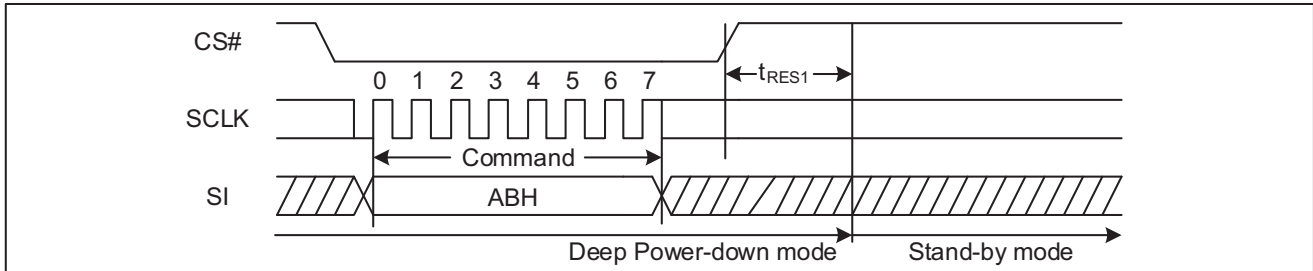 CS#
tRES1
0 1 2 3 4 5 6 7
SCLK
Command
SI
ABH
Deep Power-down mode
Stand-by mode